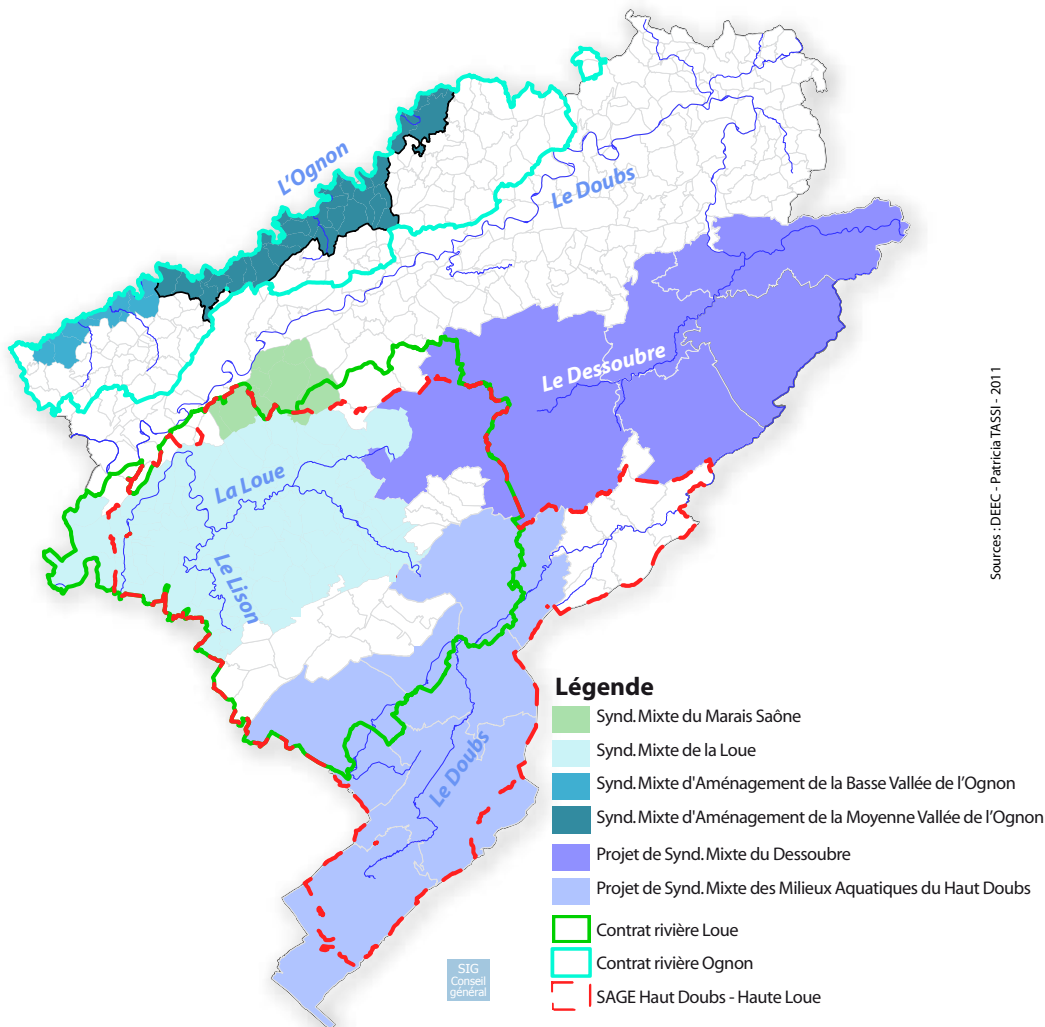 L'Ognon
Le Doubs
Le Dessoubre
La Loue
Le Lison
Le Doubs
Sources : DEEC - Patricia TASSI - 2011
Légende
Synd. Mixte du Marais Saône
Synd. Mixte de la Loue
Synd. Mixte d'Aménagement de la Basse Vallée de l'Ognon
Synd. Mixte d'Aménagement de la Moyenne Vallée de l'Ognon
Projet de Synd. Mixte du Dessoubre
Projet de Synd. Mixte des Milieux Aquatiques du Haut Doubs
Contrat rivière Loue
Contrat rivière Ognon
SAGE Haut Doubs - Haute Loue
SIG
Conseil
général